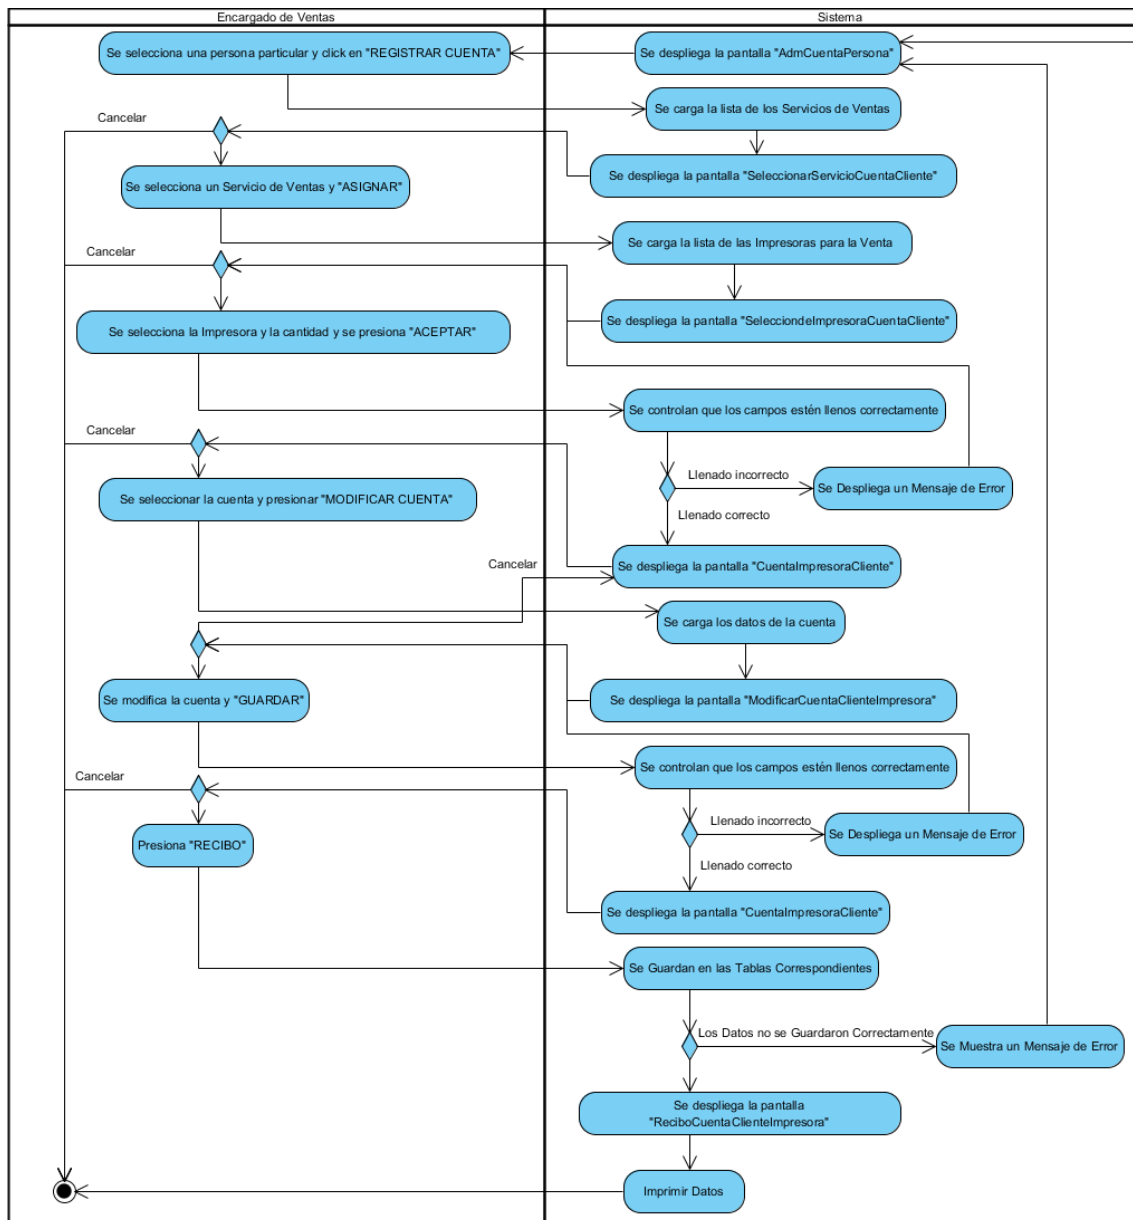 Encargado de Ventas
Sistema
Se selecciona una persona particular y click en "REGISTRAR CUENTA"
Se despliega la pantalla "AdmCuentaPersona"
Se carga la lista de los Servicios de Ventas
Cancelar
Se selecciona un Servicio de Ventas y "ASIGNAR"
Se despliega la pantalla "SeleccionarServicioCuentaCliente"
Se carga la lista de las Impresoras para la Venta
Cancelar
Se selecciona la Impresora y la cantidad y se presiona "ACEPTAR"
Se despliega la pantalla "SelecciondeImpresoraCuentaCliente"
Se controlan que los campos estén llenos correctamente
Cancelar
Llenado incorrecto
Se seleccionar la cuenta y presionar "MODIFICAR CUENTA"
Se Despliega un Mensaje de Error
Llenado correcto
Cancelar
Se despliega la pantalla "CuentaImpresoraCliente"
Se carga los datos de la cuenta
Se modifica la cuenta y "GUARDAR"
Se despliega la pantalla "ModificarCuentaClienteImpresora"
Se controlan que los campos estén llenos correctamente
Cancelar
Llenado incorrecto
Presiona "RECIBO"
Se Despliega un Mensaje de Error
Llenado correcto
Se despliega la pantalla "CuentaImpresoraCliente"
Se Guardan en las Tablas Correspondientes
Los Datos no se Guardaron Correctamente
Se Muestra un Mensaje de Error
Se despliega la pantalla
"ReciboCuentaClienteImpresora"
Imprimir Datos